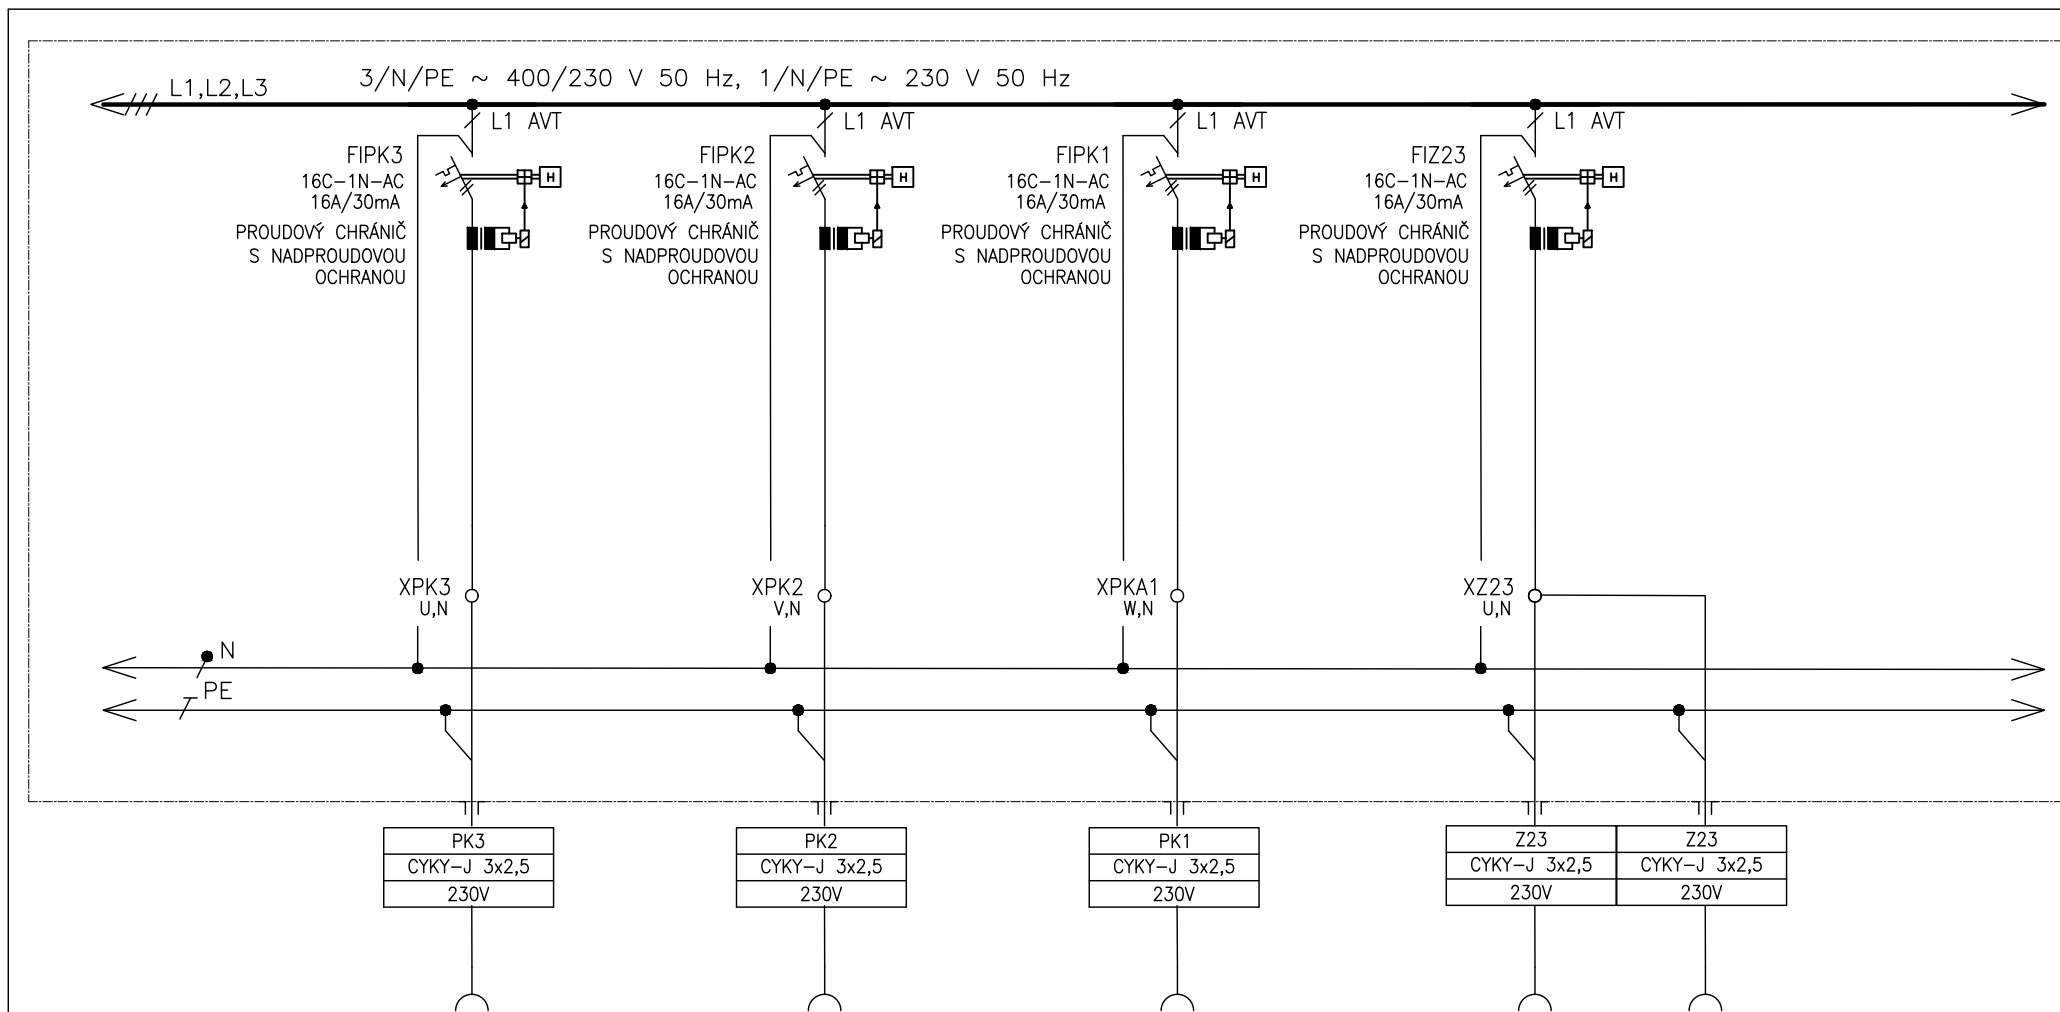 3/N/PE ~ 400/230 V 50 Hz, 1/N/PE ~ 230 V 50 Hz
L1,L2,L3
L1 AVT
L1 AVT
L1 AVT
L1 AVT
FIPK3
16C-1N-AC
16A/30mA
PROUDOVÝ CHRÁNIČ
S NADPROUDOVOU
OCHRANOU
H
FIPK2
16C-1N-AC
16A/30mA
PROUDOVÝ CHRÁNIČ
S NADPROUDOVOU
OCHRANOU
H
FIPK1
16C-1N-AC
16A/30mA
PROUDOVÝ CHRÁNIČ
S NADPROUDOVOU
OCHRANOU
H
FIZ23
16C-1N-AC
16A/30mA
PROUDOVÝ CHRÁNIČ
S NADPROUDOVOU
OCHRANOU
H
XPK3
U,N
XPK2
V,N
XPKA1
W,N
XZ23
U,N
N
PE
PK3
CYKY-J 3x2,5
230V
PK2
CYKY-J 3x2,5
230V
PK1
CYKY-J 3x2,5
230V
Z23
CYKY-J 3x2,5
230V
Z23
CYKY-J 3x2,5
230V